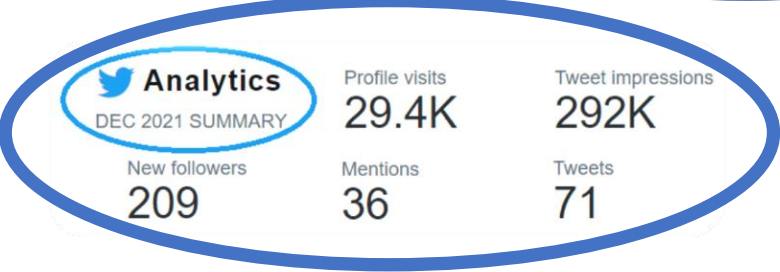 Analytics
DEC 2021 SUMMARY
Profile visits
29.4K
Tweet impressions
292K
New followers
209
Mentions
36
Tweets
71